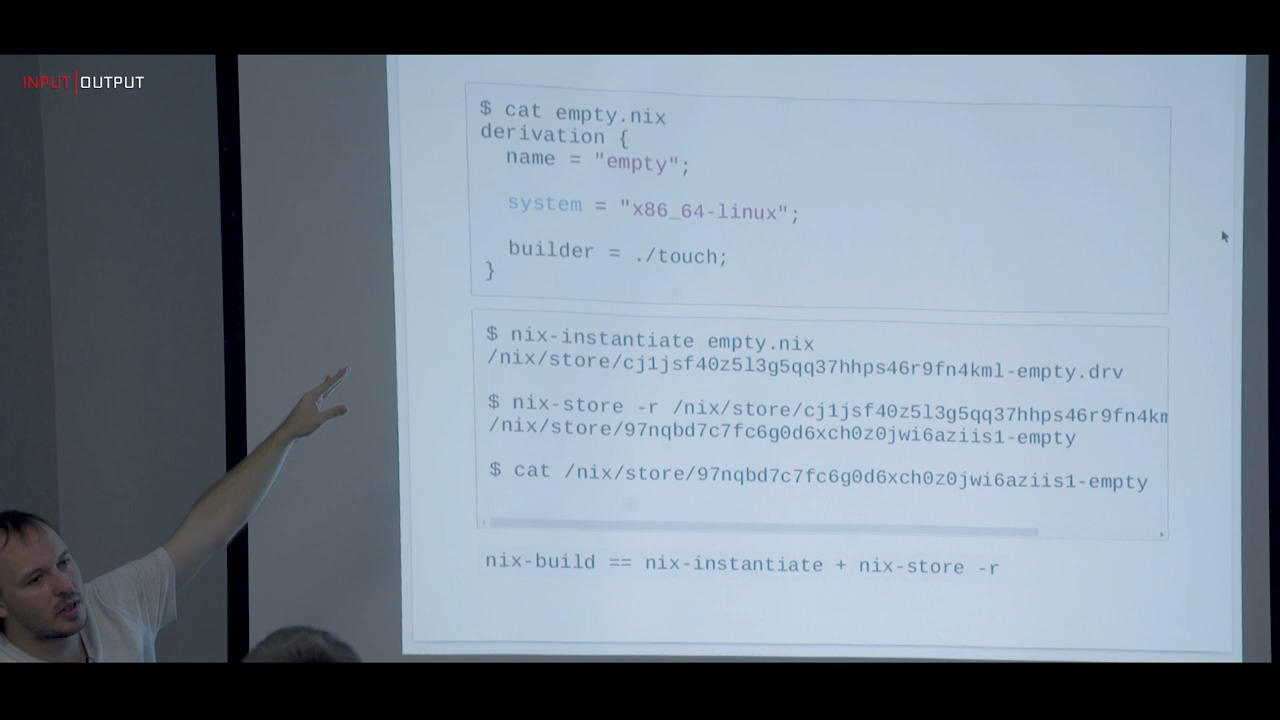 INPUT|OUTPUT
$ cat empty.nix
derivation {
name = "empty";
system = "x86_64-linux";
builder = ./touch;
}
$ nix-instantiate empty.nix
/nix/store/cj1jsf40z5l3g5qq37hhps46r9fn4kml-empty.drv
$ nix-store -r /nix/store/cj1jsf40z5l3g5qq37hhps46r9fn4km
/nix/store/97nqbd7c7fc6g0d6xch0z0jwi6aziis1-empty
$ cat /nix/store/97nqbd7c7fc6g0d6xch0z0jwi6aziis1-empty
nix-build == nix-instantiate + nix-store -r